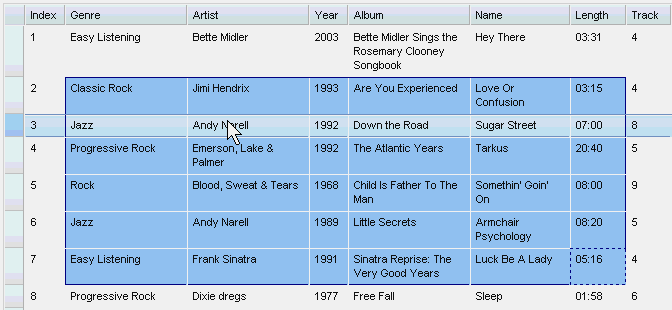 Index Genre Artist Year Album Name Length Track
1 Easy Listening Bette Midler 2003 Bette Midler Sings the Hey There 03:31 4
Rosemary Clooney
Songbook
2 Classic Rock Jimi Hendrix 1993 Are You Experienced Love Or 03:15 4
Confusion
3 Jazz Andy Narell 1992 Down the Road Sugar Street 07:00 8
4 Progressive Rock Emerson, Lake & 1992 The Atlantic Years Tarkus 20:40 5
Palmer
5 Rock Blood, Sweat & Tears 1968 Child Is Father To The Somethin' Goin' 08:00 9
Man On
6 Jazz Andy Narell 1989 Little Secrets Armchair 08:20 5
Psychology
7 Easy Listening Frank Sinatra 1991 Sinatra Reprise: The Luck Be A Lady 05:16 4
Very Good Years
8 Progressive Rock Dixie dregs 1977 Free Fall Sleep 01:58 6